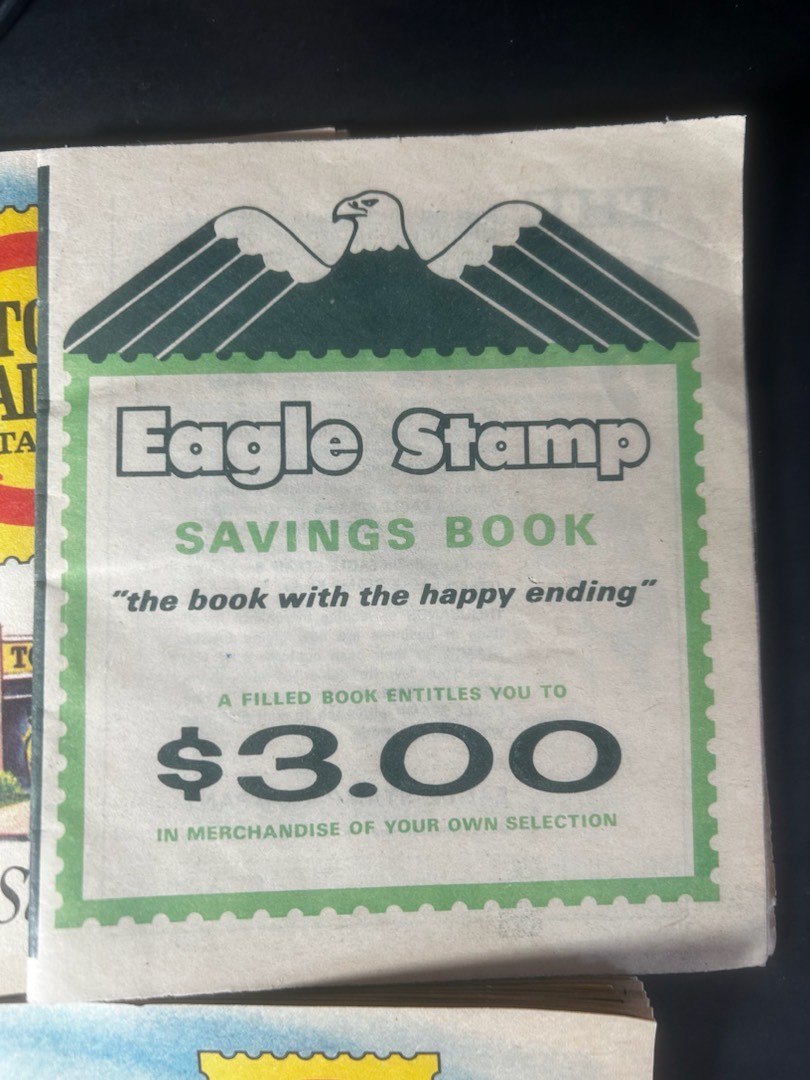 Eagle Stamp
SAVINGS BOOK
"the book with the happy ending"
A FILLED BOOK ENTITLES YOU TO
$3.00
IN MERCHANDISE OF YOUR OWN SELECTION